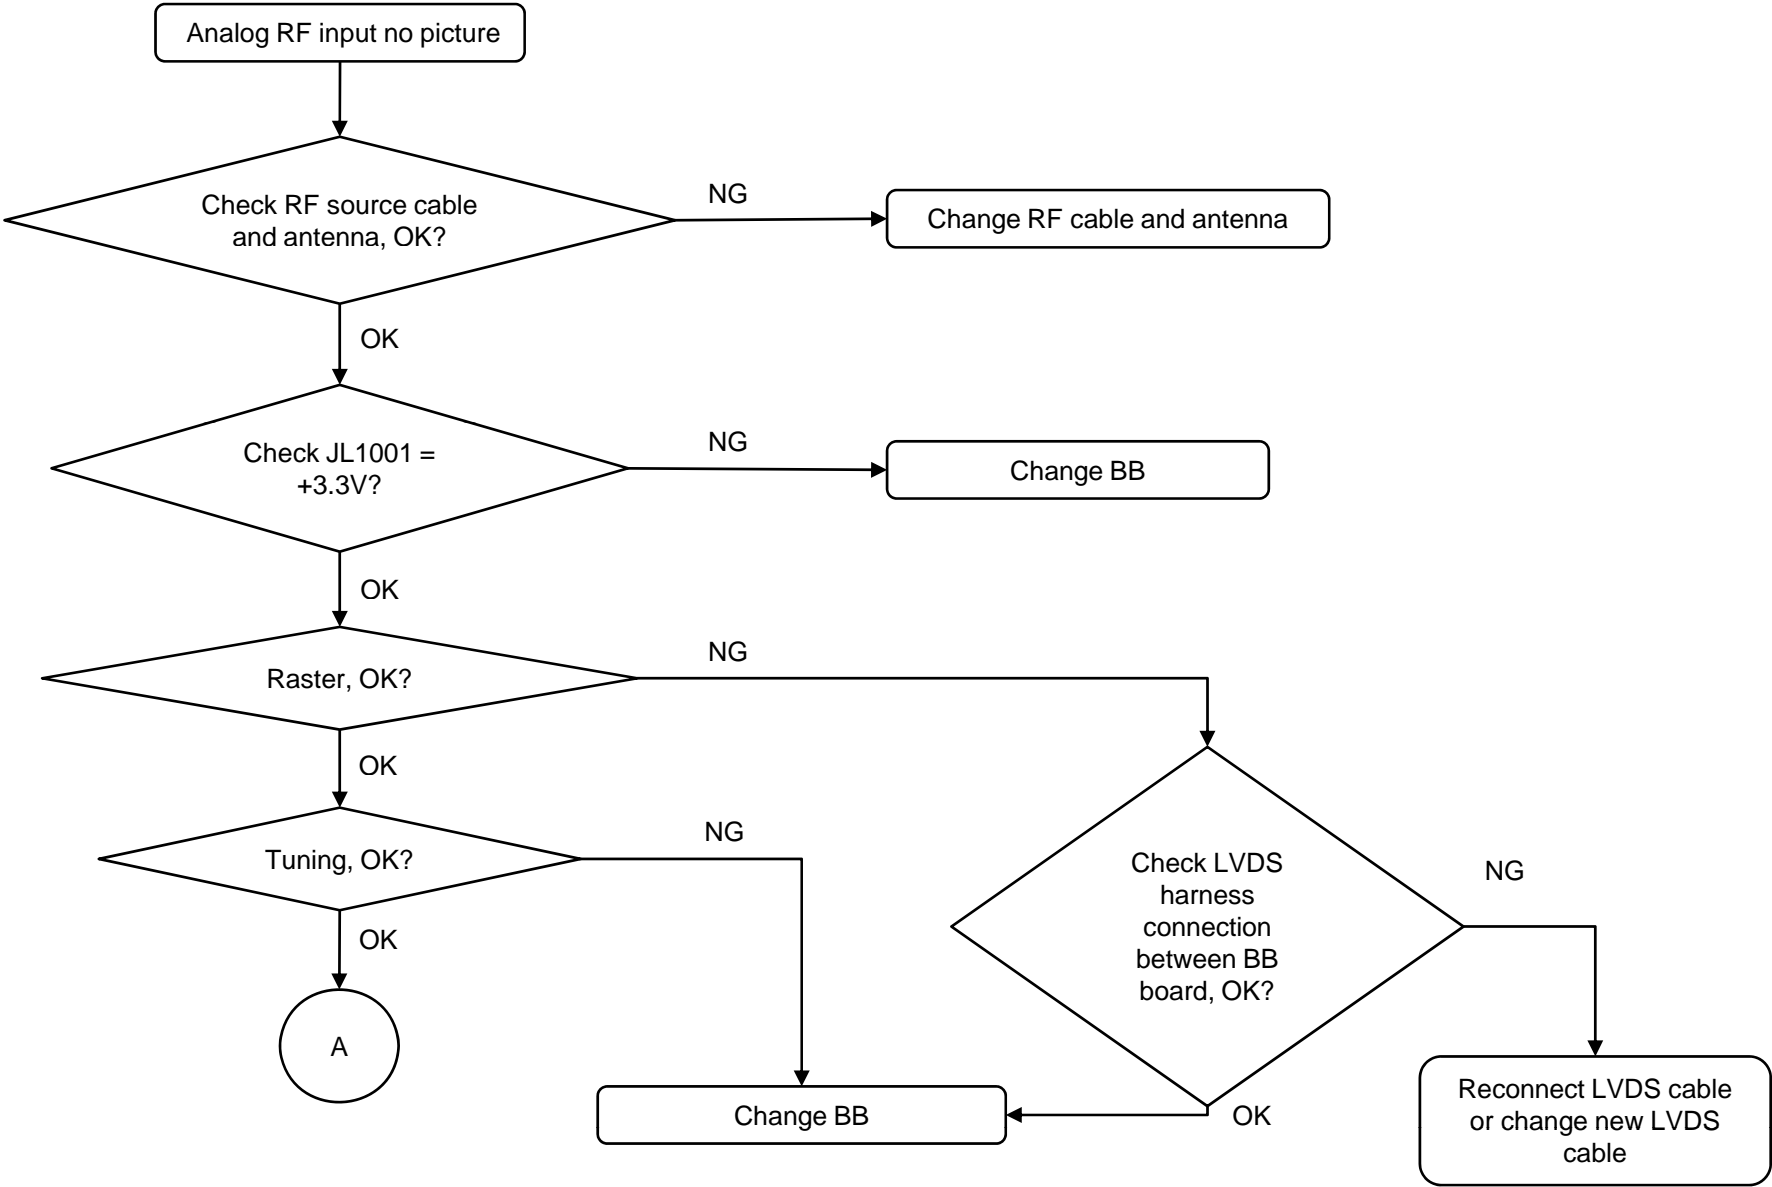 Analog RF input no picture
Check RF source cable
and antenna, OK?
NG
Change RF cable and antenna
OK
Check JL1001 =
+3.3V?
NG
Change BB
OK
Raster, OK?
NG
OK
Tuning, OK?
NG
Check LVDS
harness
connection
between BB
board, OK?
NG
OK
A
Change BB
OK
Reconnect LVDS cable
or change new LVDS
cable